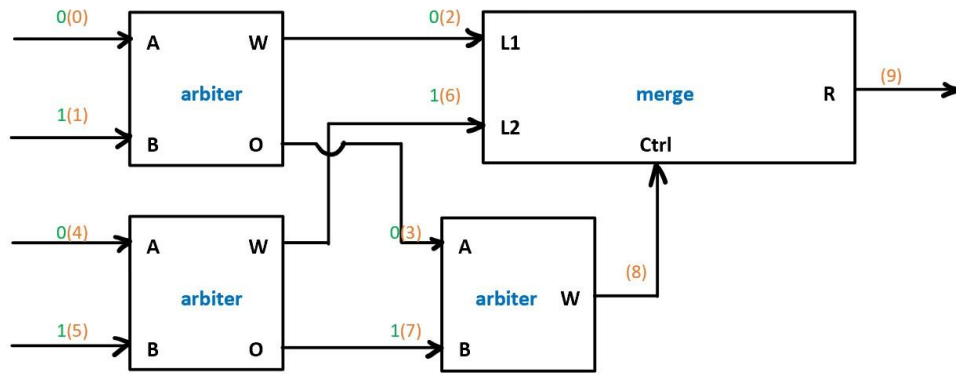 0(0)
0(2)
A
W
L1
1(1)
arbiter
1(6)
merge
R
(9)
B
O
L2
Ctrl
0(4)
0(3)
A
W
A
(8)
arbiter
arbiter
W
1(5)
1(7)
B
O
B